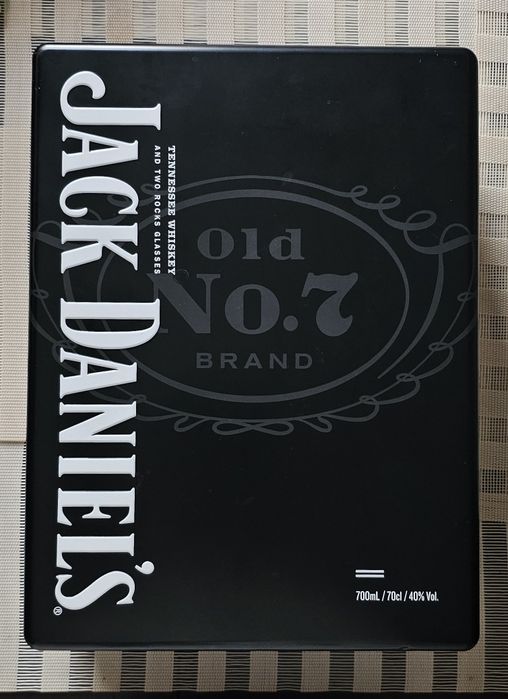 JACK DANIEL'S®
TENNESSEE WHISKEY
AND TWO ROCKS GLASSES
Old
No.7
BRAND
700mL / 70cl / 40% Vol.